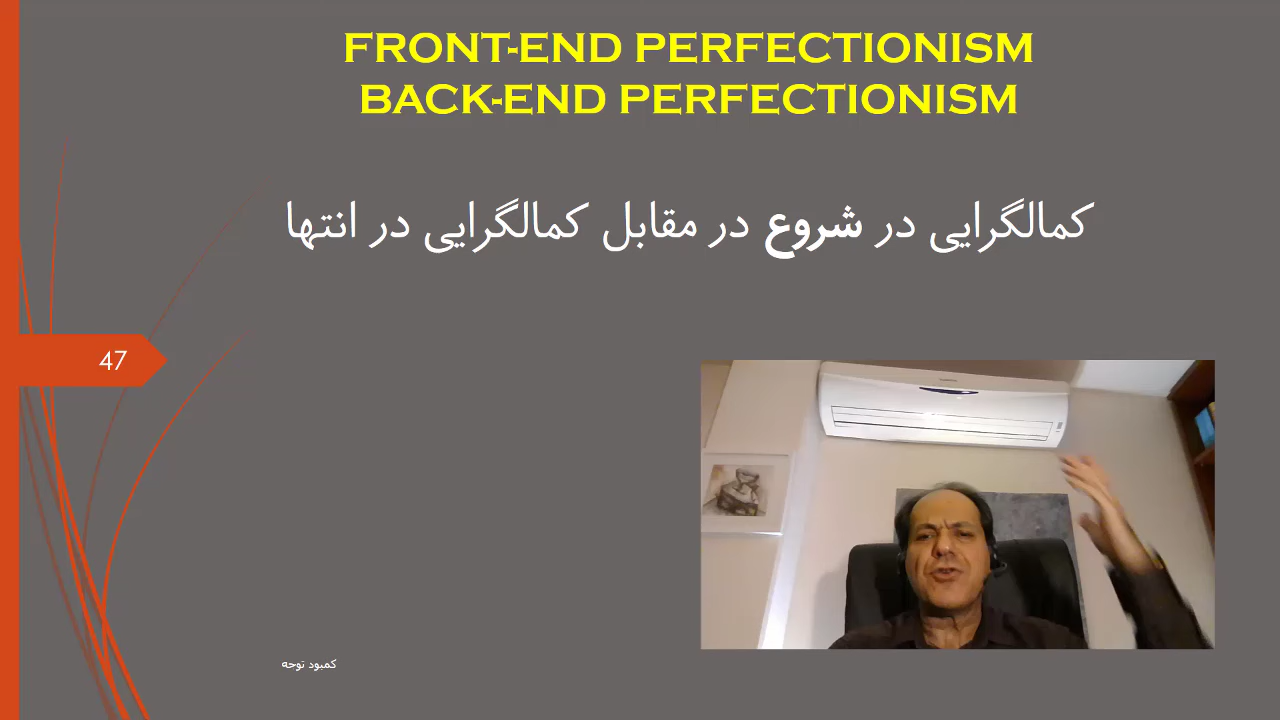 FRONT-END PERFECTIONISM
BACK-END PERFECTIONISM
کمالگرایی در شروع در مقابل کمالگرایی در انتها
47
کمبود توجه